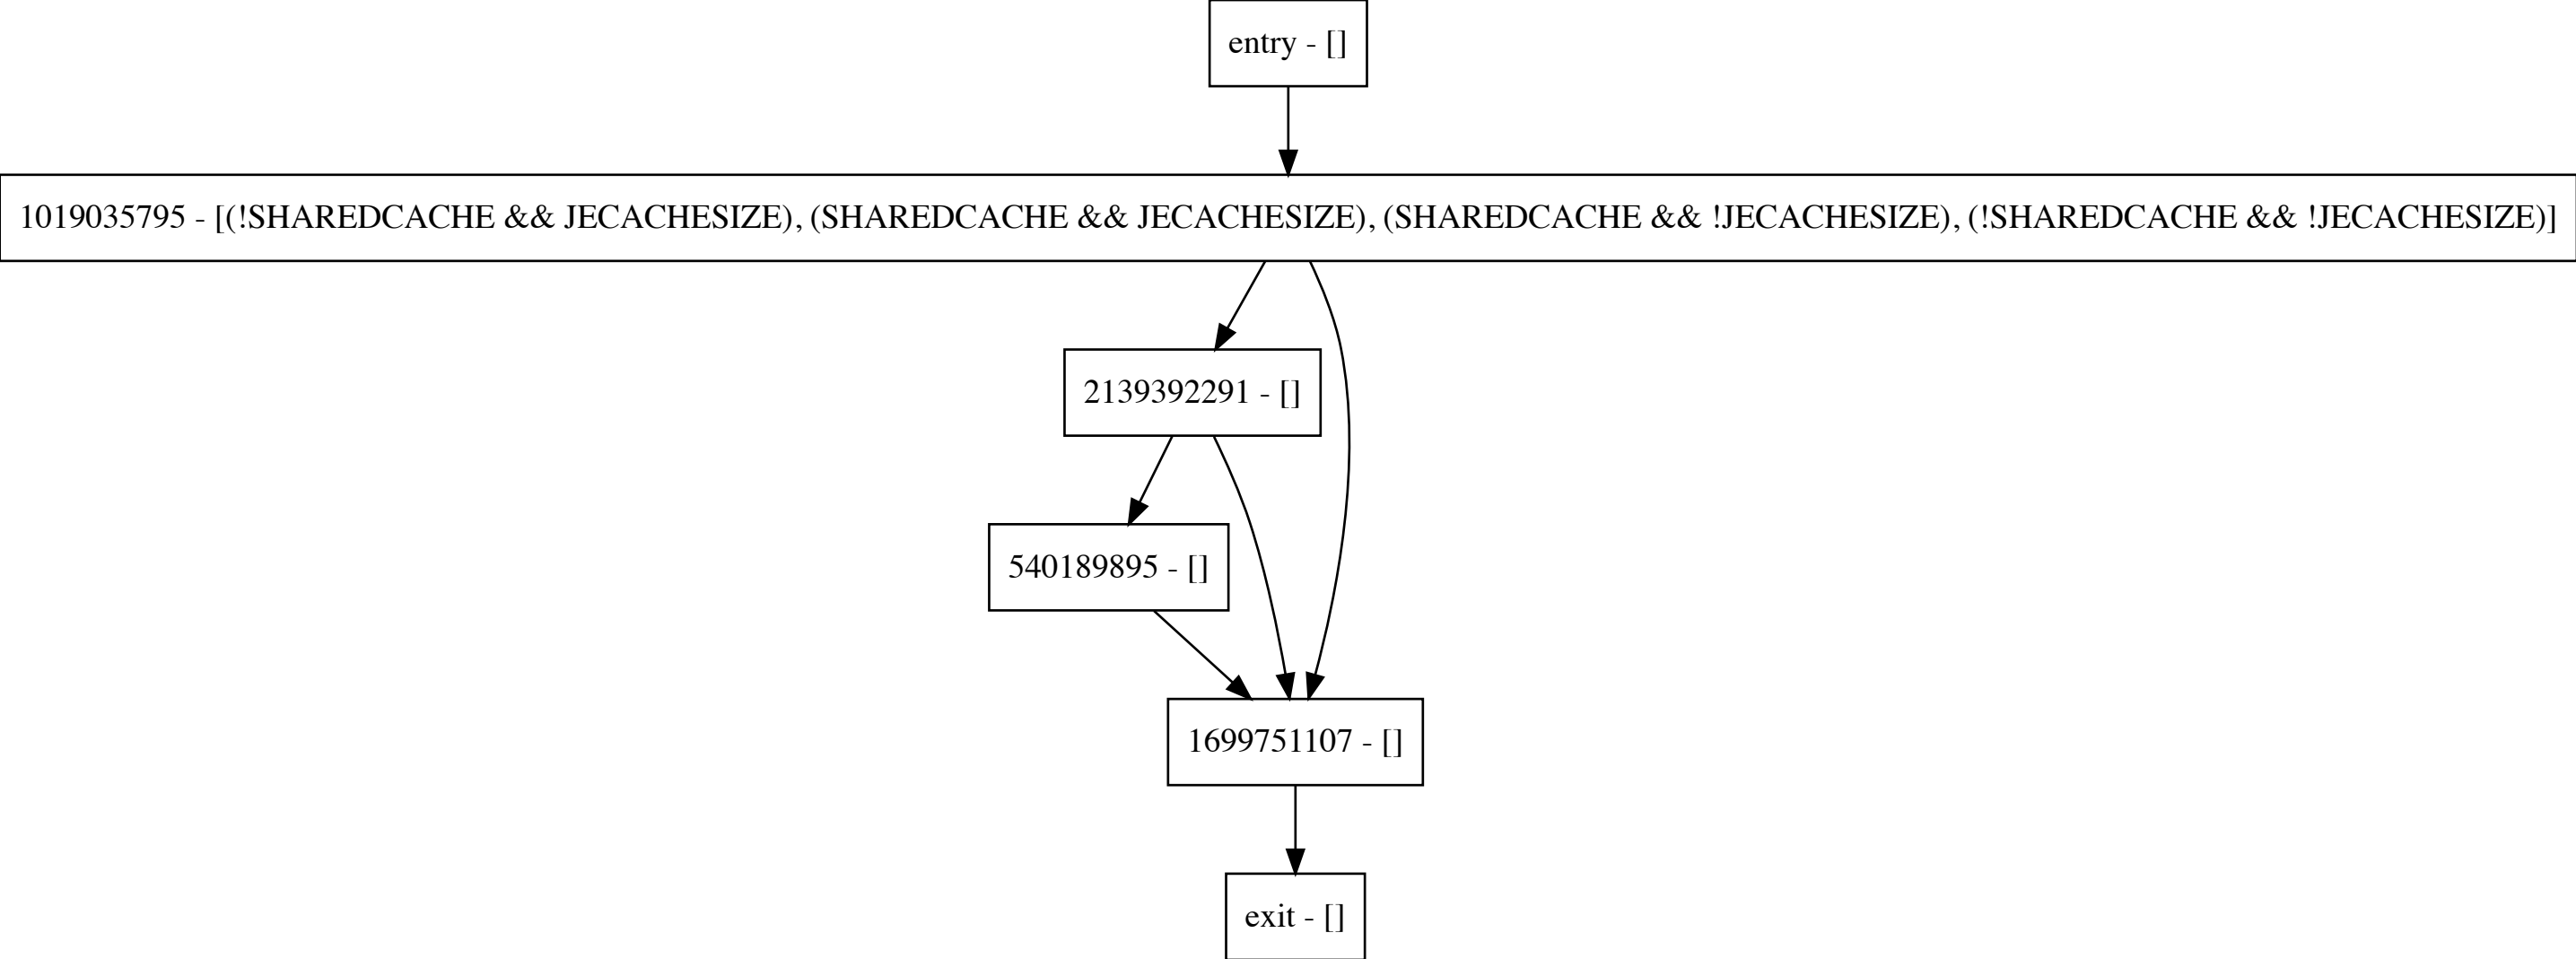 entry - []
1019035795 - [(!SHAREDCACHE && JECACHESIZE), (SHAREDCACHE && JECACHESIZE), (SHAREDCACHE && !JECACHESIZE), (!SHAREDCACHE && !JECACHESIZE)]
2139392291 - []
540189895 - []
1699751107 - []
exit - []